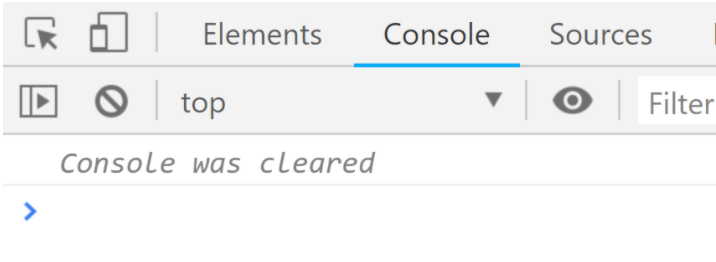 Elements Console Sources
top Filter
Console was cleared